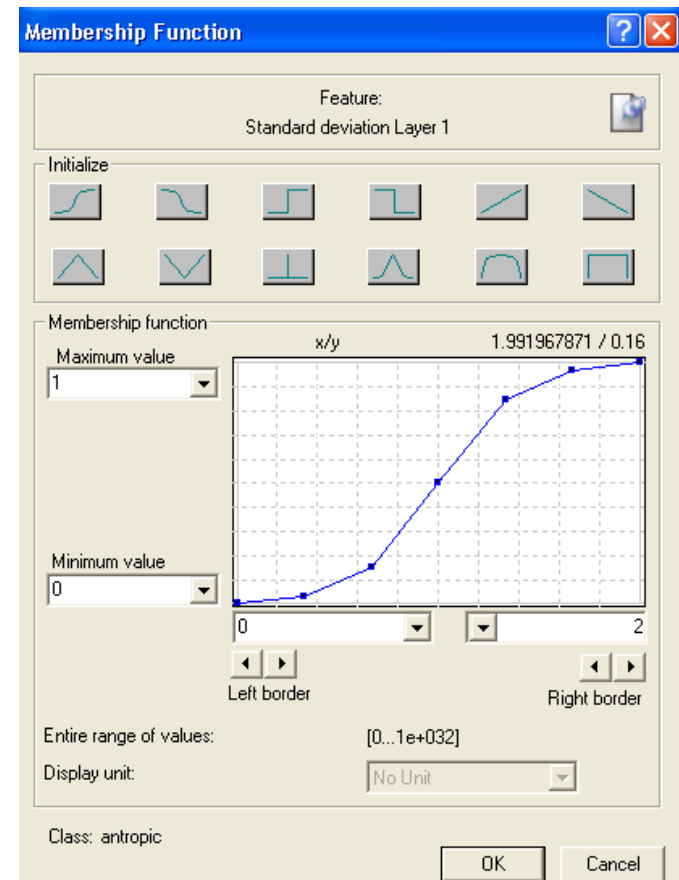 Membership Function
Feature:
Standard deviation Layer 1
Initialize
Membership function
x/y 1.991967871 / 0.16
Maximum value
1
Minimum value
0
0 2
Left border Right border
Entire range of values: [0...1e+032]
Display unit: No Unit
Class: antropic
OK Cancel